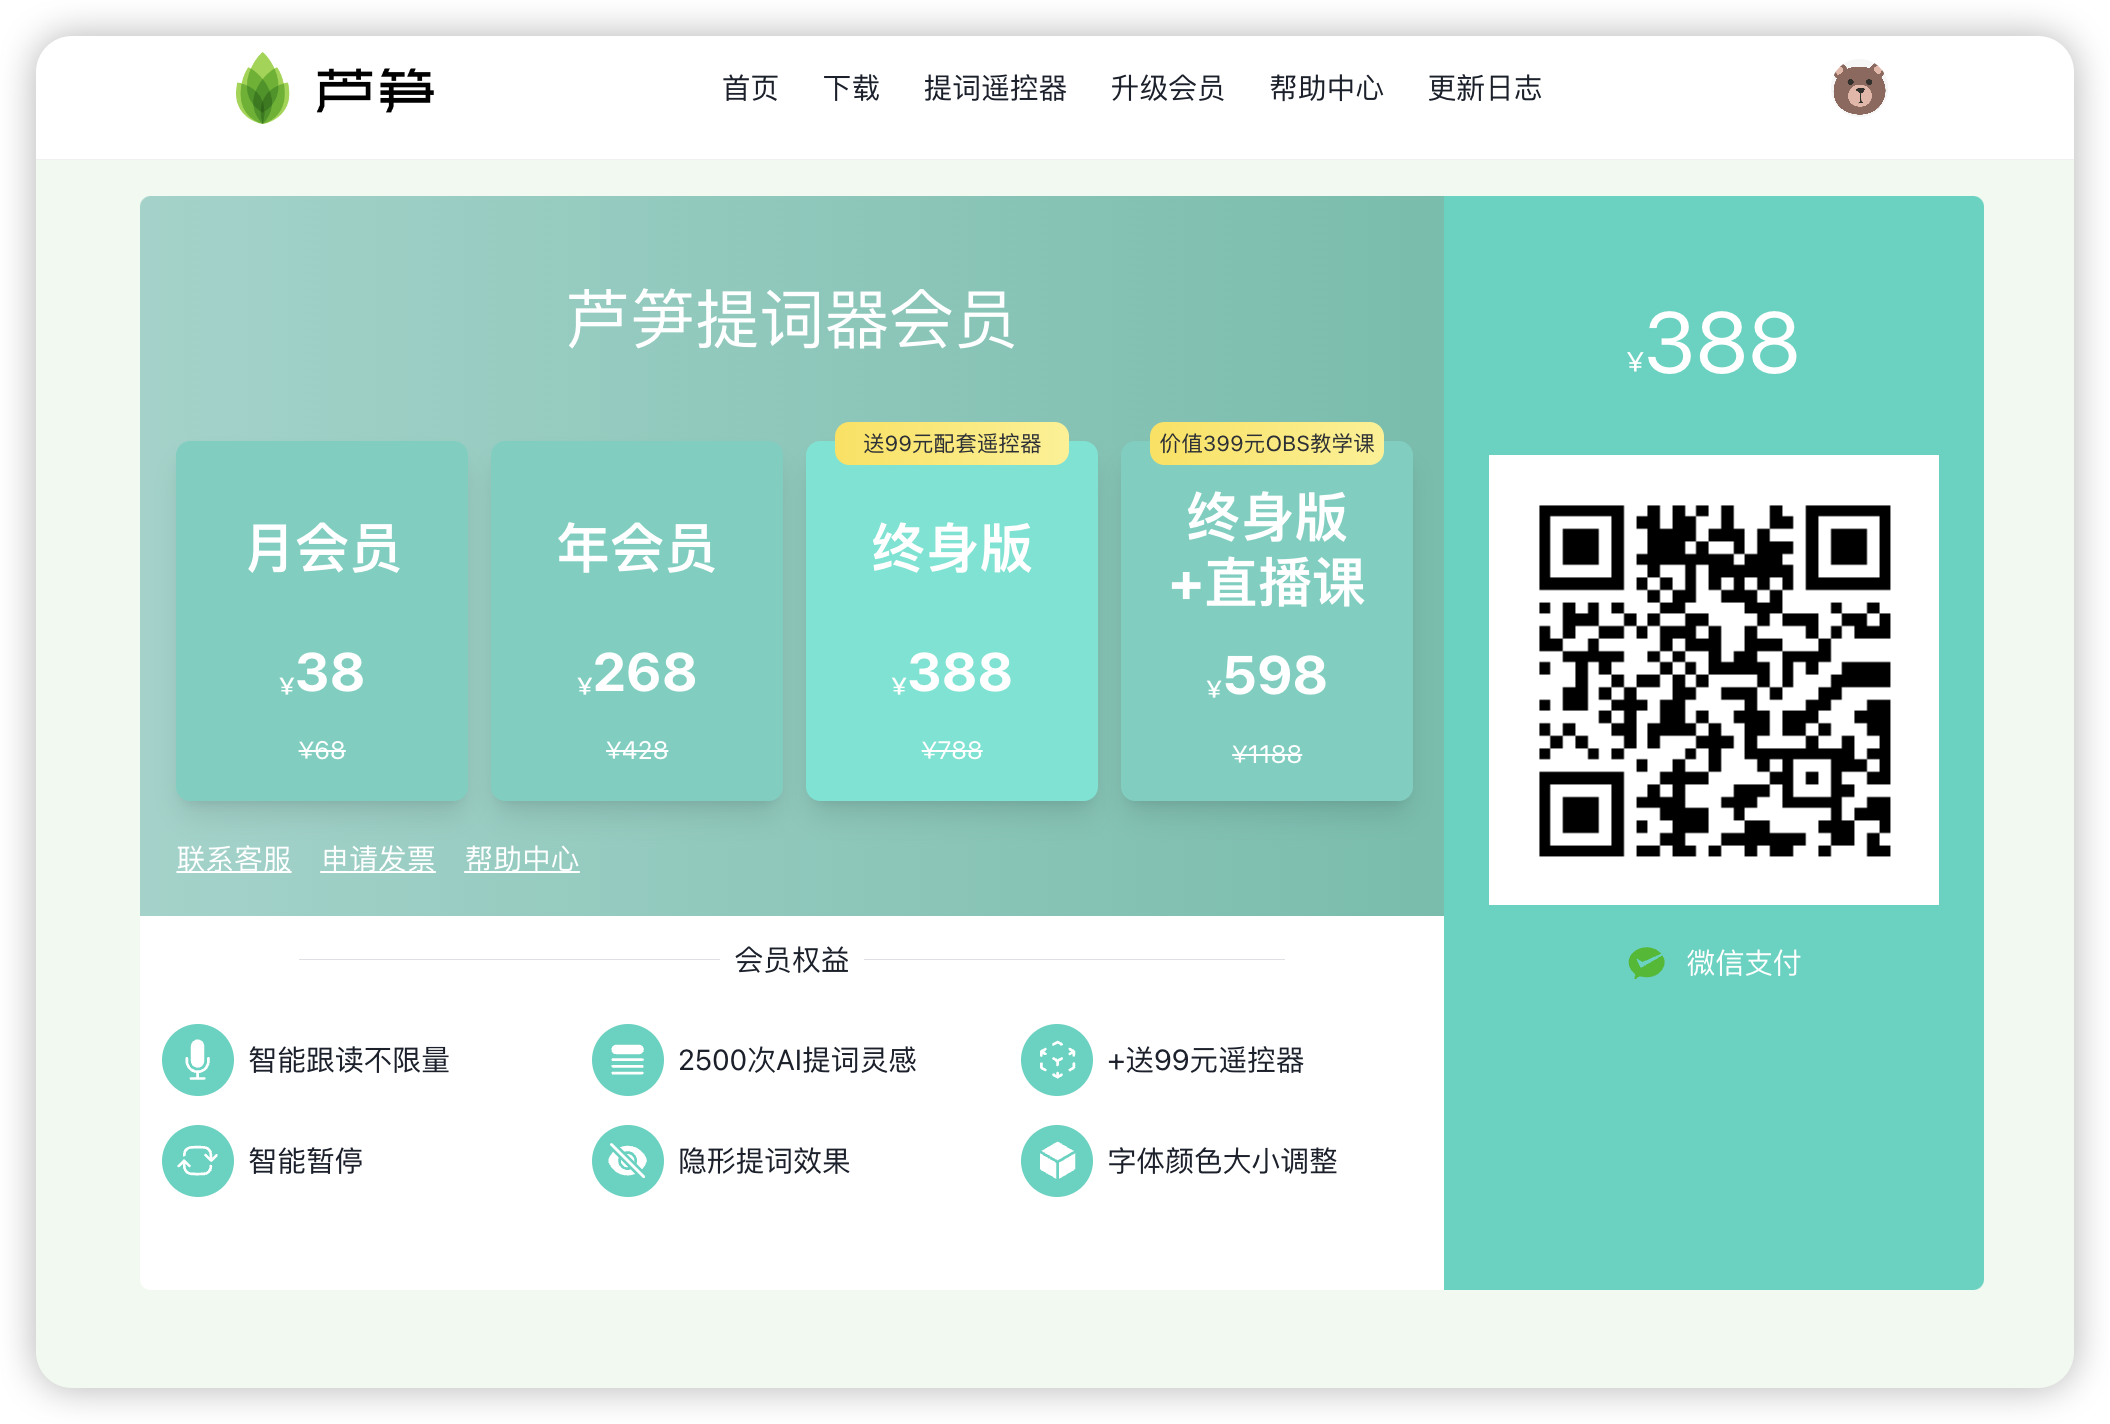 芦笋
首页 下载 提词遥控器 升级会员 帮助中心 更新日志
芦笋提词器会员
月会员
¥38
¥68
年会员
¥268
¥428
送99元配套遥控器
终身版
¥388
¥788
价值399元OBS教学课
终身版
+直播课
¥598
¥1188
联系客服 申请发票 帮助中心
会员权益
智能跟读不限量
2500次AI提词灵感
+送99元遥控器
智能暂停
隐形提词效果
字体颜色大小调整
¥388
微信支付